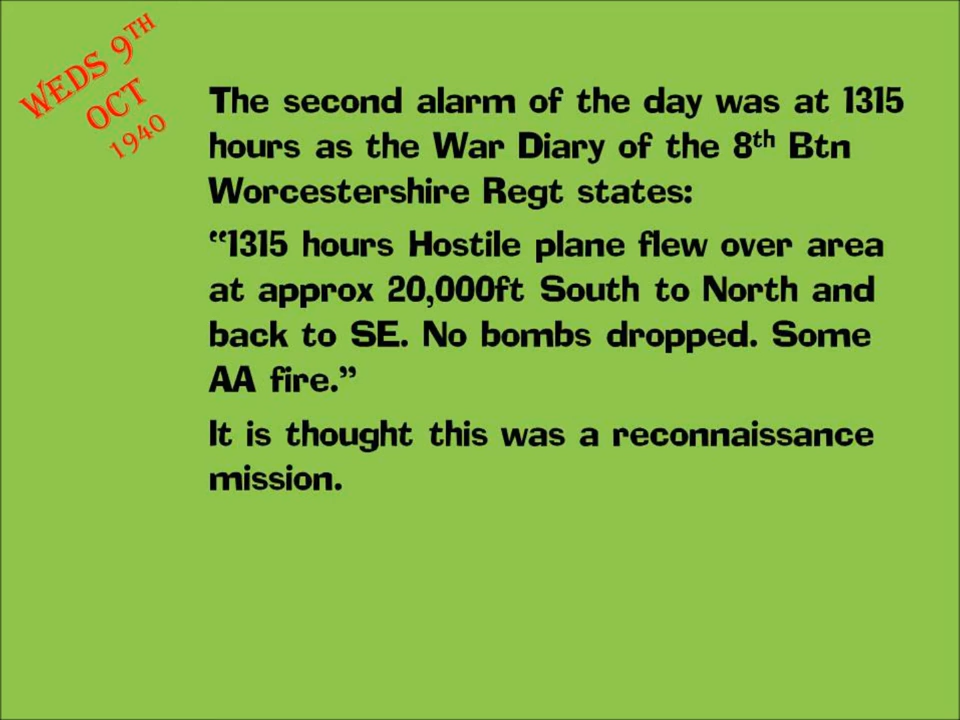 WEDS 9TH
OCT
1940
The second alarm of the day was at 1315
hours as the War Diary of the 8th Btn
Worcestershire Regt states:
“1315 hours Hostile plane flew over area
at approx 20,000ft South to North and
back to SE. No bombs dropped. Some
AA fire.”
It is thought this was a reconnaissance
mission.